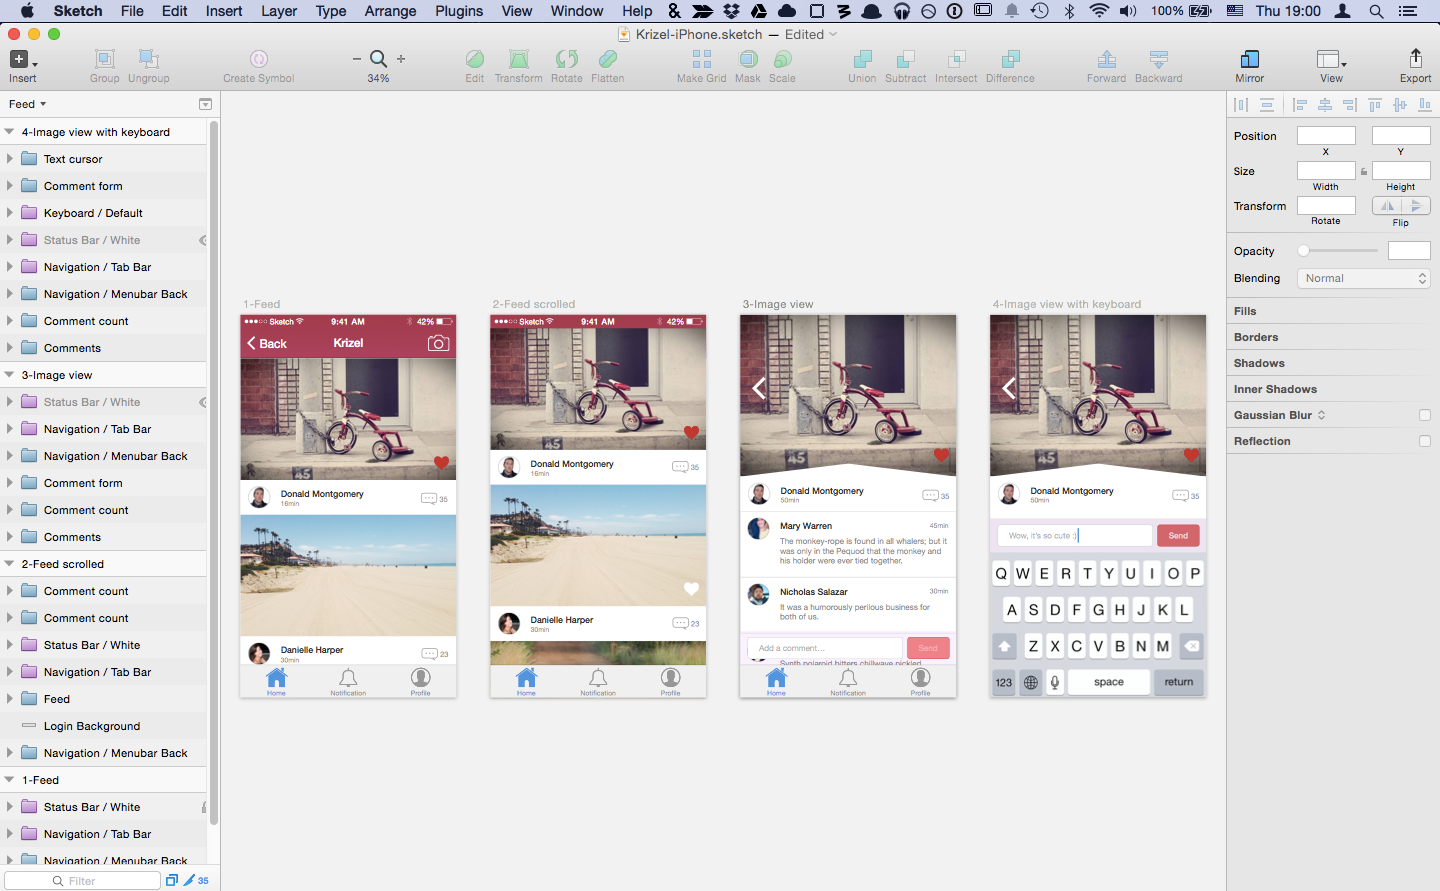 Sketch File Edit Insert Layer Type Arrange Plugins View Window Help 100% Thu 19:00
Krizel-iPhone.sketch — Edited
Insert Group Ungroup Create Symbol 34% Edit Transform Rotate Flatten Make Grid Mask Scale Union Subtract Intersect Difference Forward Backward Mirror View Export
Feed
4-Image view with keyboard
Text cursor
Comment form
Keyboard / Default
Status Bar / White
Navigation / Tab Bar
Navigation / Menubar Back
Comment count
Comments
3-Image view
Status Bar / White
Navigation / Tab Bar
Navigation / Menubar Back
Comment form
Comment count
Comments
2-Feed scrolled
Comment count
Comment count
Status Bar / White
Navigation / Tab Bar
Feed
Login Background
Navigation / Menubar Back
1-Feed
Status Bar / White
Navigation / Tab Bar
Navigation / Menubar Back
Filter
35
1-Feed
Sketch 9:41 AM 42%
Back Krizel
45
Donald Montgomery
16min
35
Danielle Harper
30min
23
Home Notification Profile
2-Feed scrolled
Sketch 9:41 AM 42%
45
Donald Montgomery
16min
35
Danielle Harper
30min
23
Home Notification Profile
3-Image view
45
Donald Montgomery
50min
35
Mary Warren 45min
The monkey-rope is found in all whalers; but it
was only in the Pequod that the monkey and
his holder were ever tied together.
Nicholas Salazar 30min
It was a humorously perilous business for
both of us.
Add a comment... Send
Synth polaroid bitters chillwave pickled
Home Notification Profile
4-Image view with keyboard
45
Donald Montgomery
50min
35
Wow, it's so cute :) Send
Q W E R T Y U I O P
A S D F G H J K L
Z X C V B N M
123 space return
Position
X Y
Size
Width Height
Transform
Rotate Flip
Opacity
Blending Normal
Fills
Borders
Shadows
Inner Shadows
Gaussian Blur
Reflection